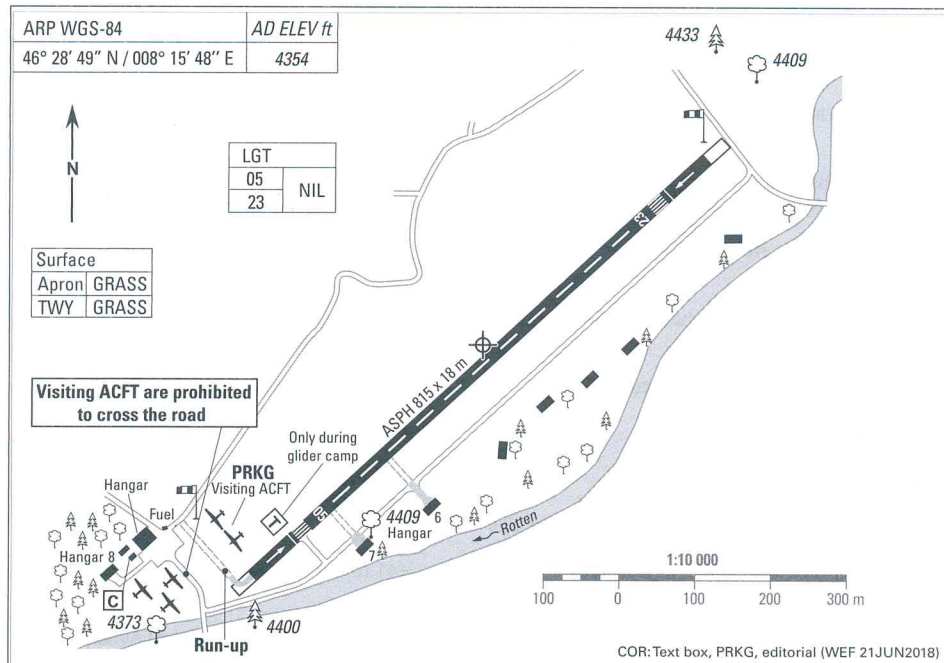 ARP WGS-84
AD ELEV ft
46° 28' 49" N / 008° 15' 48" E
4354
4433
4409
N
LGT
05
23
NIL
Surface
Apron GRASS
TWY GRASS
23
ASPH 815 x 18 m
Visiting ACFT are prohibited
to cross the road
Only during
glider camp
PRKG
Visiting ACFT
Hangar
Fuel
T
05
4409
6
Hangar
7
Rotten
Hangar 8
C
4373
4400
Run-up
1:10 000
100 0 100 200 300 m
COR: Text box, PRKG, editorial (WEF 21JUN2018)